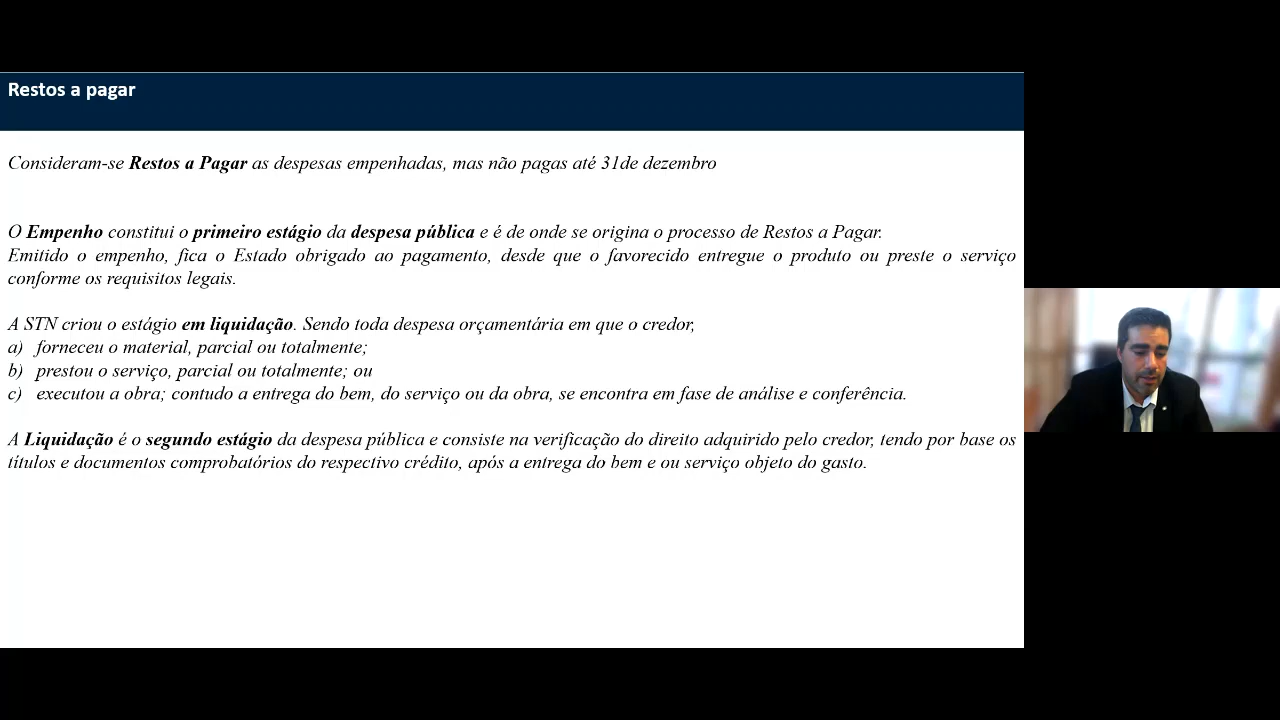 Restos a pagar
Consideram-se Restos a Pagar as despesas empenhadas, mas não pagas até 31de dezembro
O Empenho constitui o primeiro estágio da despesa pública e é de onde se origina o processo de Restos a Pagar.
Emitido o empenho, fica o Estado obrigado ao pagamento, desde que o favorecido entregue o produto ou preste o serviço
conforme os requisitos legais.
A STN criou o estágio em liquidação. Sendo toda despesa orçamentária em que o credor,
a) forneceu o material, parcial ou totalmente;
b) prestou o serviço, parcial ou totalmente; ou
c) executou a obra; contudo a entrega do bem, do serviço ou da obra, se encontra em fase de análise e conferência.
A Liquidação é o segundo estágio da despesa pública e consiste na verificação do direito adquirido pelo credor, tendo por base os
títulos e documentos comprobatórios do respectivo crédito, após a entrega do bem e ou serviço objeto do gasto.